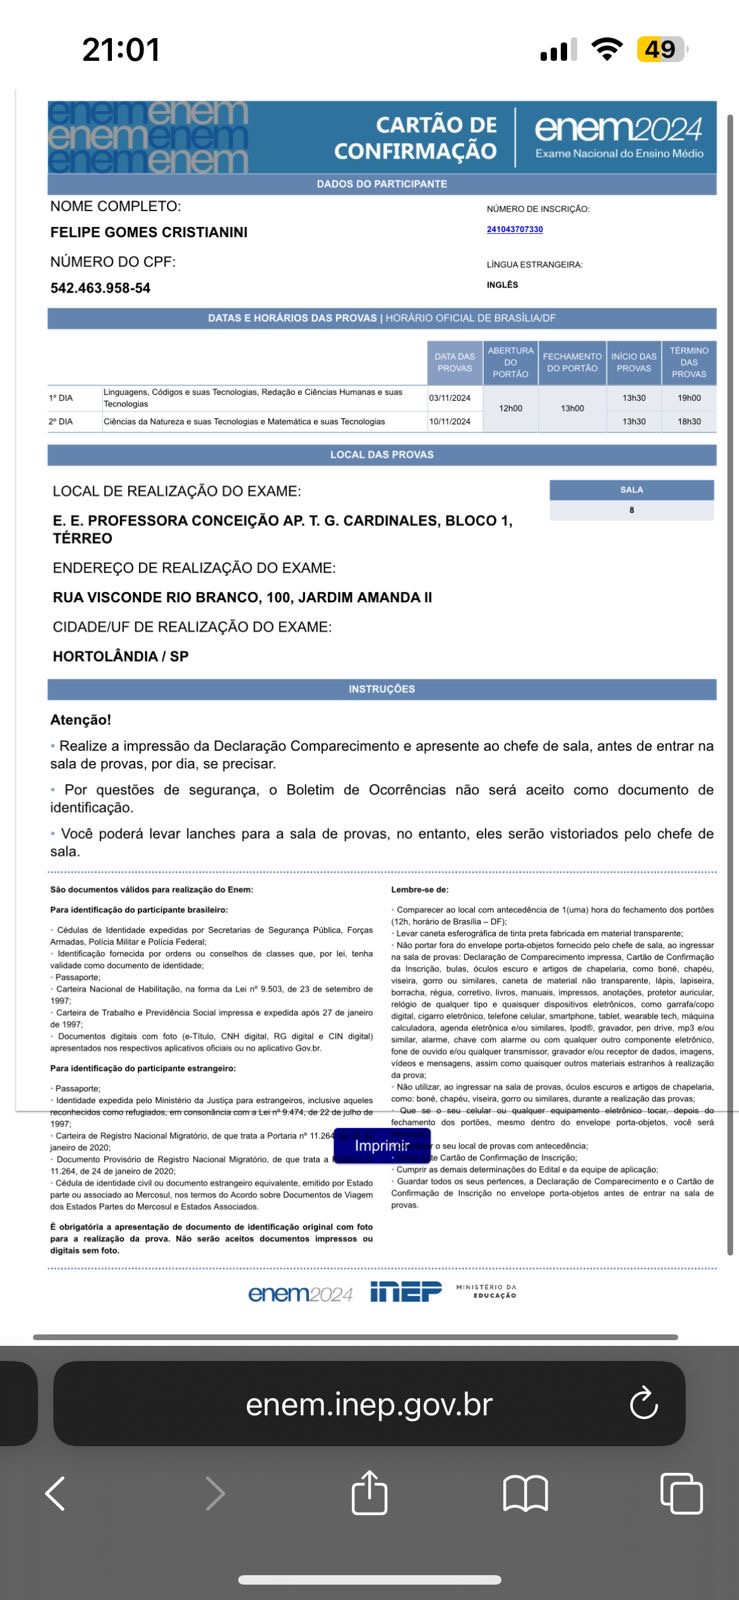 21:01
49
enemenem
enemenem
enemenem
CARTÃO DE
CONFIRMAÇÃO
enem2024
Exame Nacional do Ensino Médio
DADOS DO PARTICIPANTE
NOME COMPLETO:
FELIPE GOMES CRISTIANINI
NÚMERO DO CPF:
542.463.958-54
NÚMERO DE INSCRIÇÃO:
241043707330
LÍNGUA ESTRANGEIRA:
INGLÊS
DATAS E HORÁRIOS DAS PROVAS | HORÁRIO OFICIAL DE BRASÍLIA/DF
DATA DAS PROVAS
ABERTURA DO PORTÃO
FECHAMENTO DO PORTÃO
INÍCIO DAS PROVAS
TÉRMINO DAS PROVAS
1º DIA
Linguagens, Códigos e suas Tecnologias, Redação e Ciências Humanas e suas
Tecnologias
03/11/2024
12h00
13h00
13h30
19h00
2º DIA
Ciências da Natureza e suas Tecnologias e Matemática e suas Tecnologias
10/11/2024
13h30
18h30
LOCAL DAS PROVAS
LOCAL DE REALIZAÇÃO DO EXAME:
E. E. PROFESSORA CONCEIÇÃO AP. T. G. CARDINALES, BLOCO 1,
TÉRREO
SALA
8
ENDEREÇO DE REALIZAÇÃO DO EXAME:
RUA VISCONDE RIO BRANCO, 100, JARDIM AMANDA II
CIDADE/UF DE REALIZAÇÃO DO EXAME:
HORTOLÂNDIA / SP
INSTRUÇÕES
Atenção!
• Realize a impressão da Declaração Comparecimento e apresente ao chefe de sala, antes de entrar na
sala de provas, por dia, se precisar.
• Por questões de segurança, o Boletim de Ocorrências não será aceito como documento de
identificação.
• Você poderá levar lanches para a sala de provas, no entanto, eles serão vistoriados pelo chefe de
sala.
São documentos válidos para realização do Enem:
Para identificação do participante brasileiro:
• Cédulas de Identidade expedidas por Secretarias de Segurança Pública, Forças
Armadas, Polícia Militar e Polícia Federal;
• Identificação fornecida por ordens ou conselhos de classes que, por lei, tenha
validade como documento de identidade;
• Passaporte;
• Carteira Nacional de Habilitação, na forma da Lei nº 9.503, de 23 de setembro de
1997;
• Carteira de Trabalho e Previdência Social impressa e expedida após 27 de janeiro
de 1997;
• Documentos digitais com foto (e-Título, CNH digital, RG digital e CIN digital)
apresentados nos respectivos aplicativos oficiais ou no aplicativo Gov.br.
Para identificação do participante estrangeiro:
• Passaporte;
• Identidade expedida pelo Ministério da Justiça para estrangeiros, inclusive aqueles
reconhecidos como refugiados, em consonância com a Lei nº 9.474, de 22 de julho de
1997;
• Carteira de Registro Nacional Migratório, de que trata a Portaria nº 11.264
janeiro de 2020;
• Documento Provisório de Registro Nacional Migratório, de que trata a
11.264, de 24 de janeiro de 2020;
• Cédula de identidade civil ou documento estrangeiro equivalente, emitido por Estado
parte ou associado ao Mercosul, nos termos do Acordo sobre Documentos de Viagem
dos Estados Partes do Mercosul e Estados Associados.
É obrigatória a apresentação de documento de identificação original com foto
para a realização da prova. Não serão aceitos documentos impressos ou
digitais sem foto.
Lembre-se de:
• Comparecer ao local com antecedência de 1(uma) hora do fechamento dos portões
(12h, horário de Brasília – DF);
• Levar caneta esferográfica de tinta preta fabricada em material transparente;
• Não portar fora do envelope porta-objetos fornecido pelo chefe de sala, ao ingressar
na sala de provas: Declaração de Comparecimento impressa, Cartão de Confirmação
da Inscrição, bulas, óculos escuro e artigos de chapelaria, como boné, chapéu,
viseira, gorro ou similares, caneta de material não transparente, lápis, lapiseira,
borracha, régua, corretivo, livros, manuais, impressos, anotações, protetor auricular,
relógio de qualquer tipo e quaisquer dispositivos eletrônicos, como garrafa/copo
digital, cigarro eletrônico, telefone celular, smartphone, tablet, wearable tech, máquina
calculadora, agenda eletrônica e/ou similares, Ipod®, gravador, pen drive, mp3 e/ou
similar, alarme, chave com alarme ou com qualquer outro componente eletrônico,
fone de ouvido e/ou qualquer transmissor, gravador e/ou receptor de dados, imagens,
vídeos e mensagens, assim como quaisquer outros materiais estranhos à realização
da prova;
• Não utilizar, ao ingressar na sala de provas, óculos escuros e artigos de chapelaria,
como: boné, chapéu, viseira, gorro ou similares, durante a realização das provas;
• Que se o seu celular ou qualquer equipamento eletrônico tocar, depois do
fechamento dos portões, mesmo dentro do envelope porta-objetos, você será
o seu local de provas com antecedência;
te Cartão de Confirmação de Inscrição;
• Cumprir as demais determinações do Edital e da equipe de aplicação;
• Guardar todos os seus pertences, a Declaração de Comparecimento e o Cartão de
Confirmação de Inscrição no envelope porta-objetos antes de entrar na sala de
provas.
Imprimir
enem2024
INEP
MINISTÉRIO DA
EDUCAÇÃO
enem.inep.gov.br